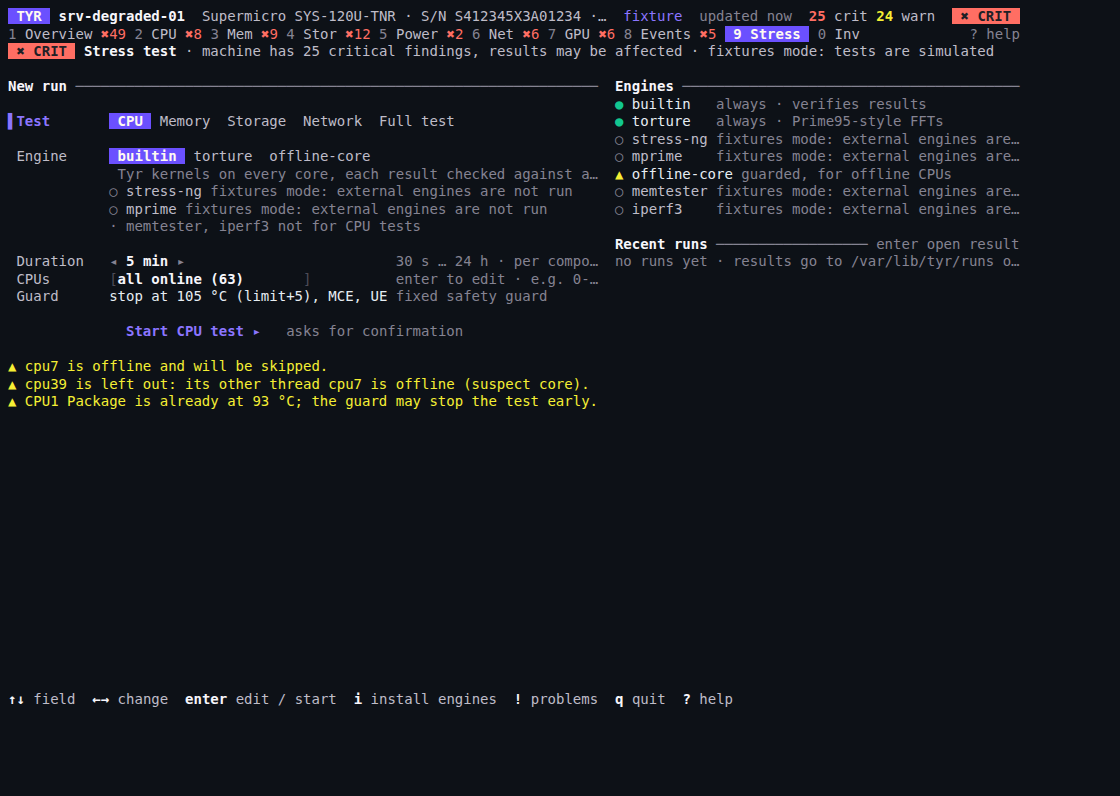 TYR srv-degraded-01 Supermicro SYS-120U-TNR · S/N S412345X3A01234 ·… fixture updated now 25 crit 24 warn ✖ CRIT
1 Overview ✖49 2 CPU ✖8 3 Mem ✖9 4 Stor ✖12 5 Power ✖2 6 Net ✖6 7 GPU ✖6 8 Events ✖5 9 Stress 0 Inv ? help
✖ CRIT Stress test · machine has 25 critical findings, results may be affected · fixtures mode: tests are simulated
New run
Test CPU Memory Storage Network Full test
Engine builtin torture offline-core
Tyr kernels on every core, each result checked against a…
○ stress-ng fixtures mode: external engines are not run
○ mprime fixtures mode: external engines are not run
· memtester, iperf3 not for CPU tests
Duration ◂ 5 min ▸ 30 s … 24 h · per compo…
CPUs [all online (63) ] enter to edit · e.g. 0-…
Guard stop at 105 °C (limit+5), MCE, UE fixed safety guard
Start CPU test ▸ asks for confirmation
▲ cpu7 is offline and will be skipped.
▲ cpu39 is left out: its other thread cpu7 is offline (suspect core).
▲ CPU1 Package is already at 93 °C; the guard may stop the test early.
Engines
● builtin always · verifies results
● torture always · Prime95-style FFTs
○ stress-ng fixtures mode: external engines are…
○ mprime fixtures mode: external engines are…
▲ offline-core guarded, for offline CPUs
○ memtester fixtures mode: external engines are…
○ iperf3 fixtures mode: external engines are…
Recent runs enter open result
no runs yet · results go to /var/lib/tyr/runs o…
↑↓ field ←→ change enter edit / start i install engines ! problems q quit ? help